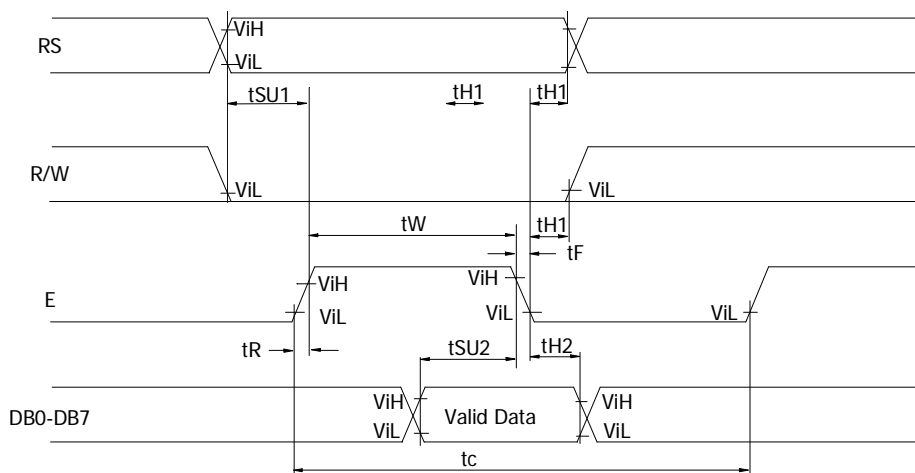 RS
ViH
ViL
tSU1 tH1 tH1
R/W
ViL ViL
tW tH1
tF
E
ViH ViH
ViL ViL ViL
tR tSU2 tH2
DB0-DB7
ViH Valid Data ViH
ViL ViL
tc